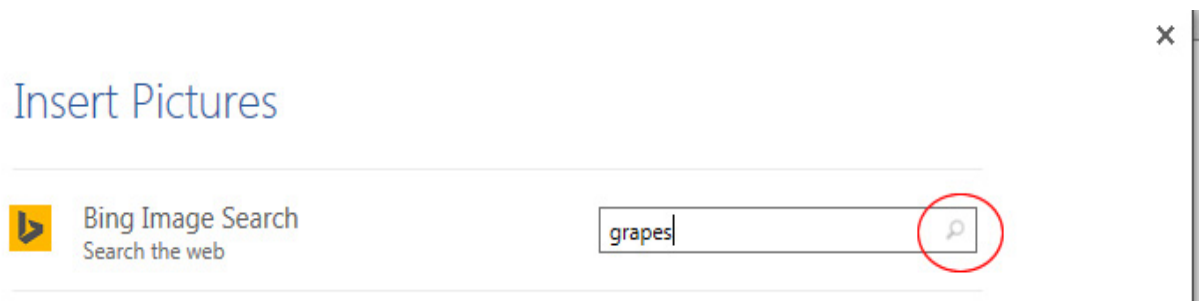 Insert Pictures
Bing Image Search
Search the web
grapes